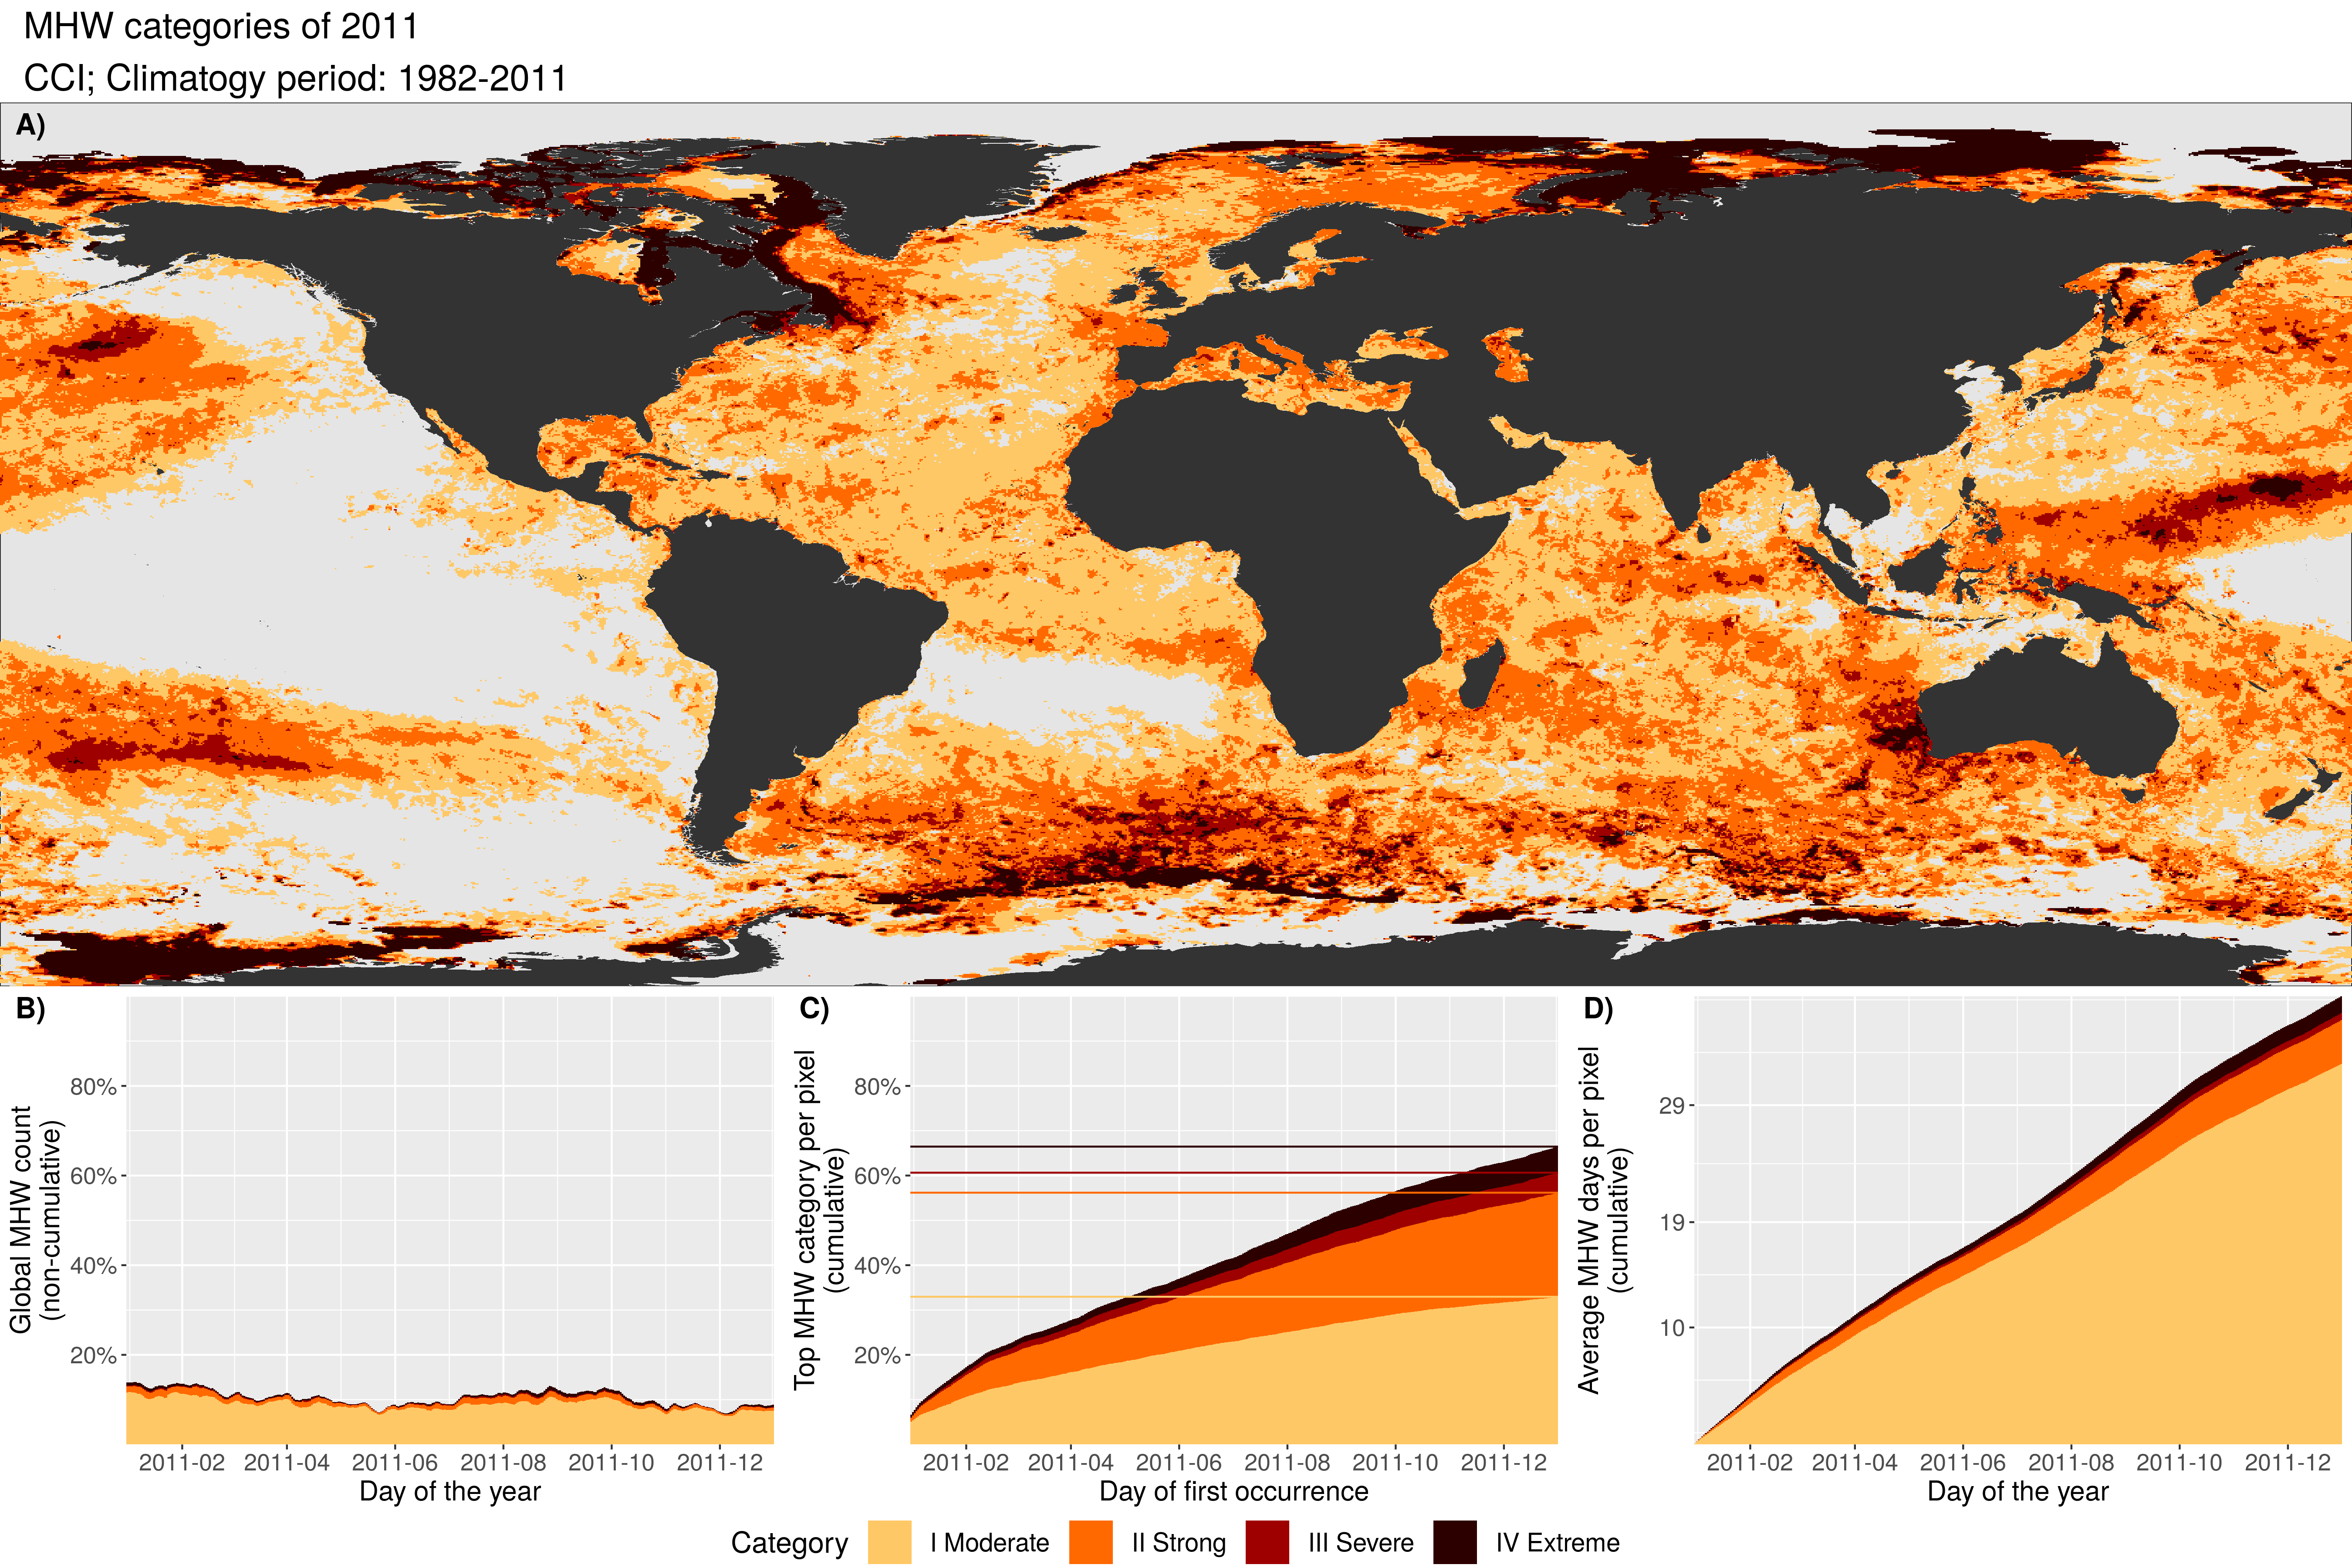 MHW categories of 2011
CCI; Climatogy period: 1982-2011
A)
B)
Global MHW count
(non-cumulative)
80%
60%
40%
20%
2011-02 2011-04 2011-06 2011-08 2011-10 2011-12
Day of the year
C)
Top MHW category per pixel
(cumulative)
80%
60%
40%
20%
2011-02 2011-04 2011-06 2011-08 2011-10 2011-12
Day of first occurrence
D)
Average MHW days per pixel
(cumulative)
29
19
10
2011-02 2011-04 2011-06 2011-08 2011-10 2011-12
Day of the year
Category I Moderate II Strong III Severe IV Extreme